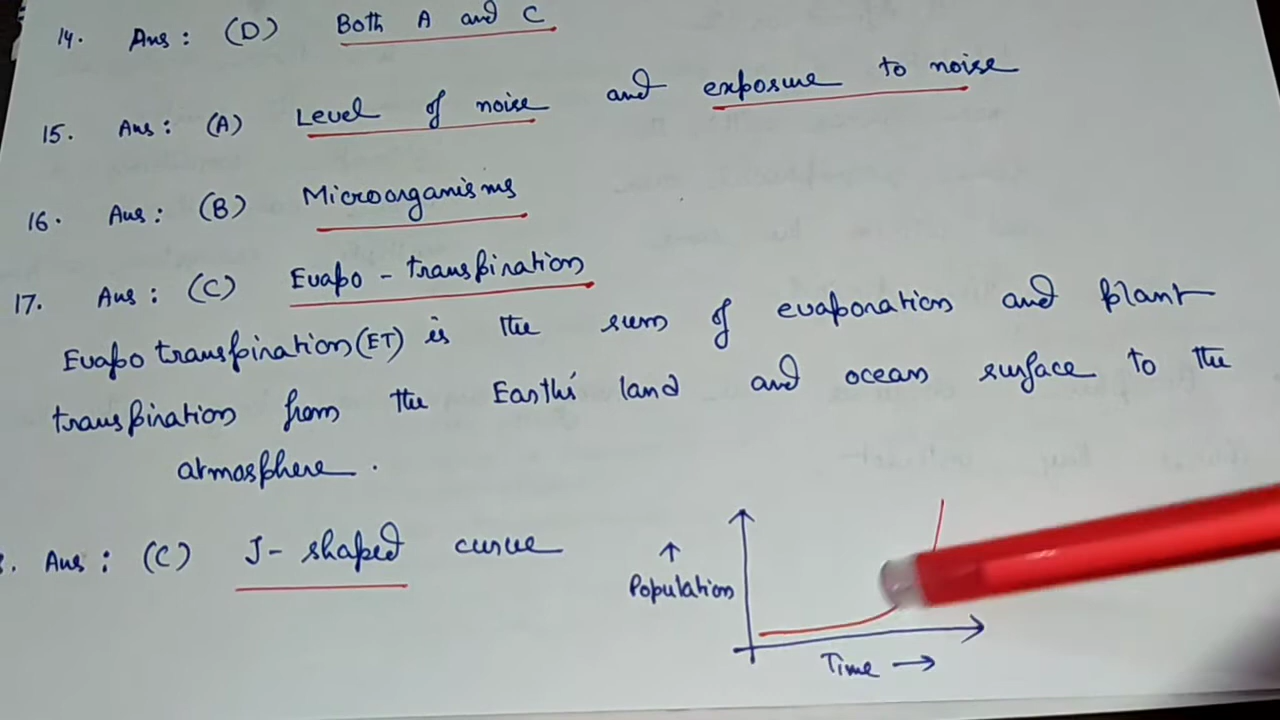 14. Ans: (D) Both A and C
15. Ans: (A) Level of noise and exposure to noise
16. Ans: (B) Microorganisms
17. Ans: (C) Evapo - transpiration
Evapo transpiration (ET) is the sum of evaporation and plant
transpiration from the Earth's land and ocean surface to the
atmosphere.
Ans: (C) J- shaped curve
↑
Population
Time →